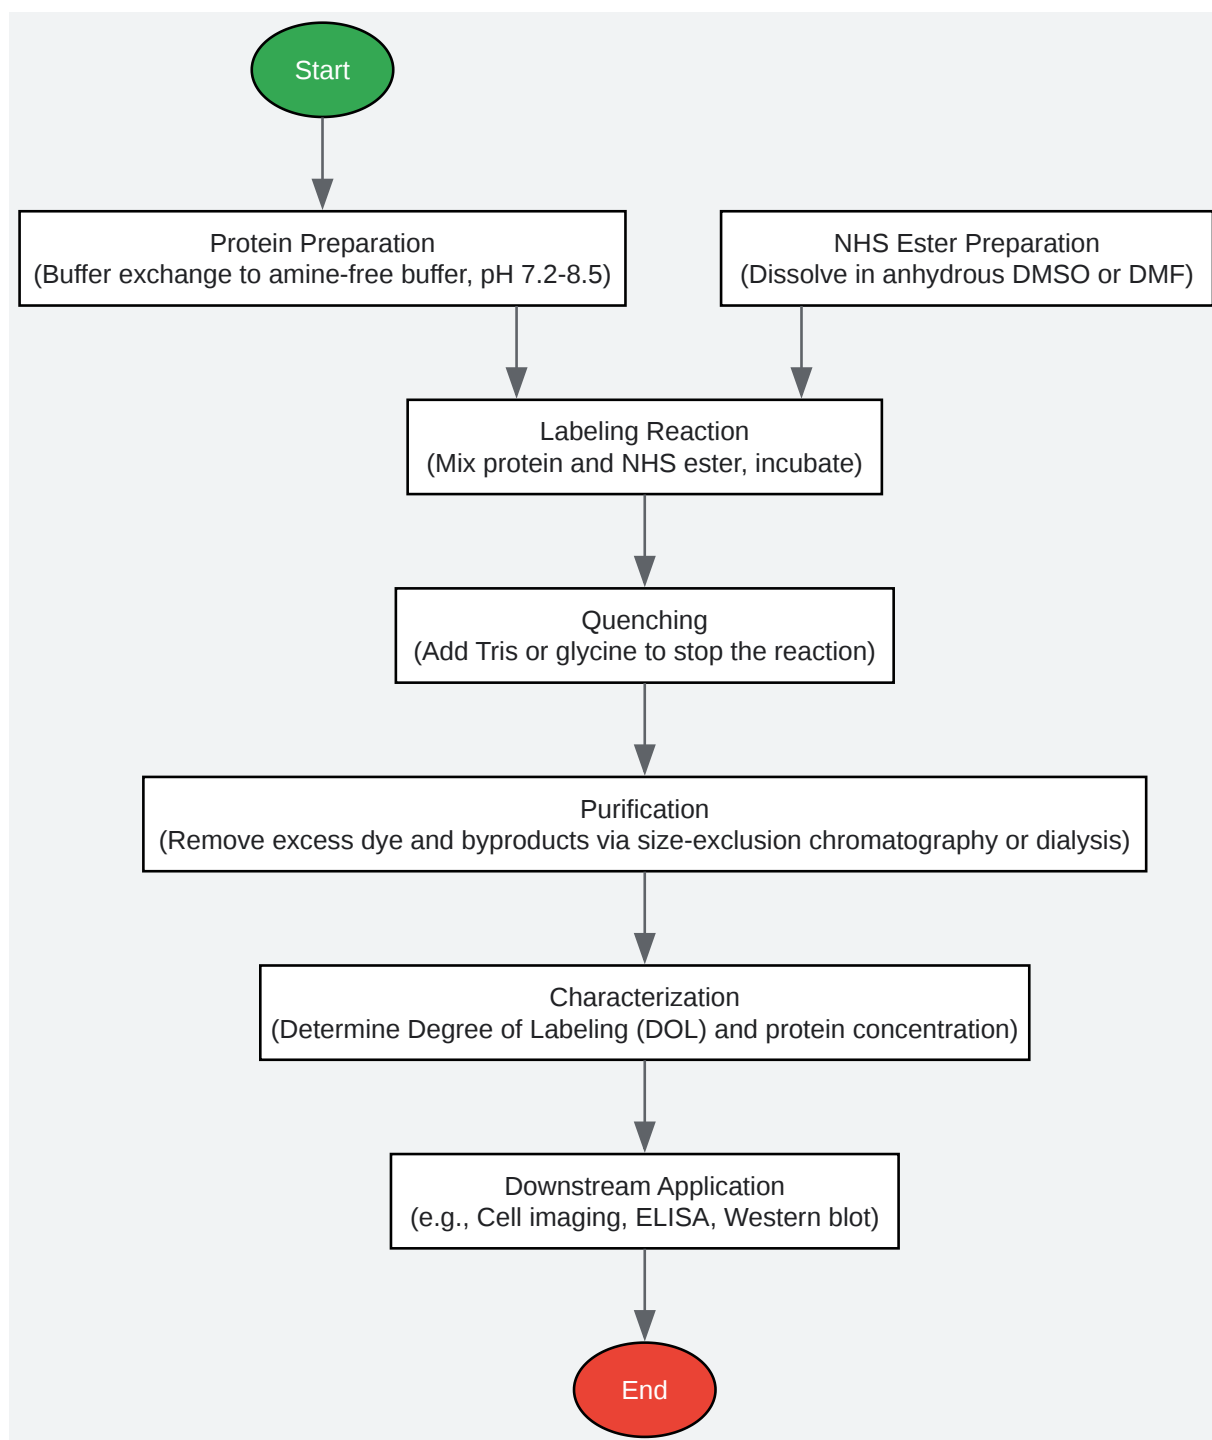 Start
Protein Preparation
(Buffer exchange to amine-free buffer, pH 7.2-8.5)
NHS Ester Preparation
(Dissolve in anhydrous DMSO or DMF)
Labeling Reaction
(Mix protein and NHS ester, incubate)
Quenching
(Add Tris or glycine to stop the reaction)
Purification
(Remove excess dye and byproducts via size-exclusion chromatography or dialysis)
Characterization
(Determine Degree of Labeling (DOL) and protein concentration)
Downstream Application
(e.g., Cell imaging, ELISA, Western blot)
End